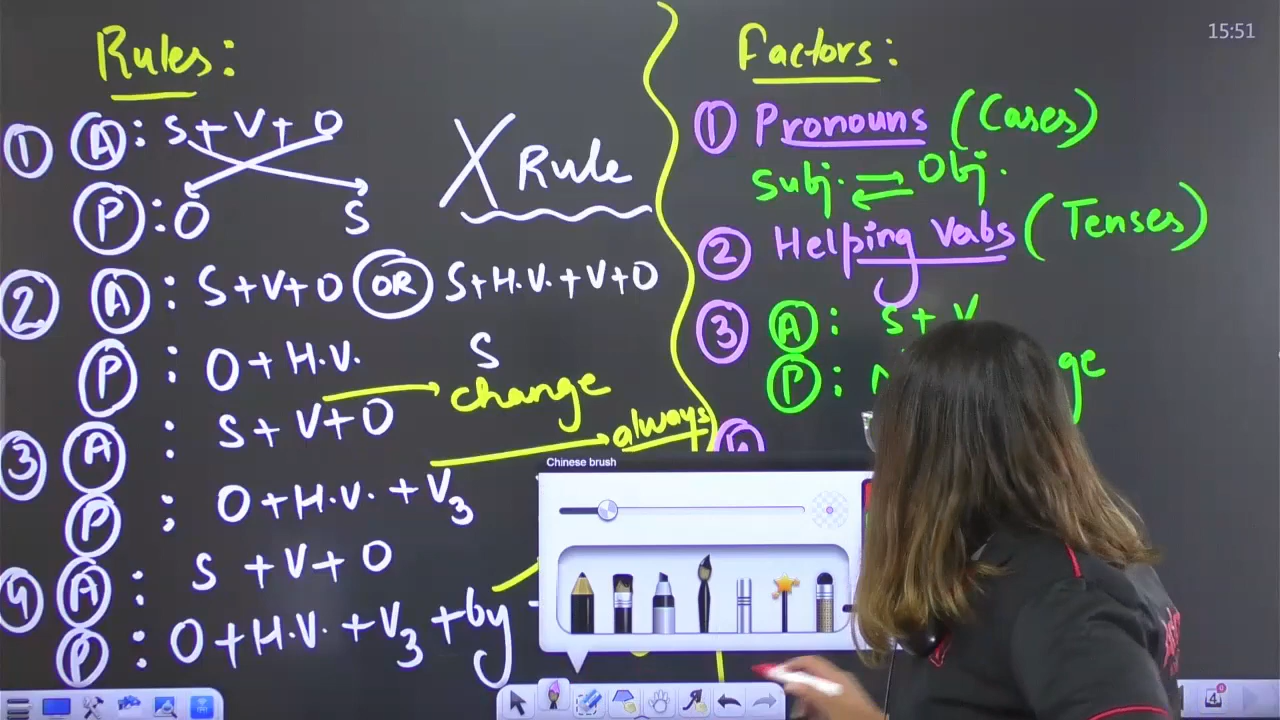 Rules:
① Ⓐ: S+V+O
Ⓟ: O S
X Rule
② Ⓐ: S+V+O OR S+H.V.+V+O
Ⓟ: O+H.V. S
change
③ Ⓐ: S+V+O
always
Ⓟ: O+H.V.+V3
④ Ⓐ: S+V+O
Ⓟ: O+H.V.+V3+by
Factors:
① Pronouns (Cases)
Subj. ⇌ Obj.
② Helping Verbs (Tenses)
③ Ⓐ: S+V
Ⓟ:
15:51
Chinese brush